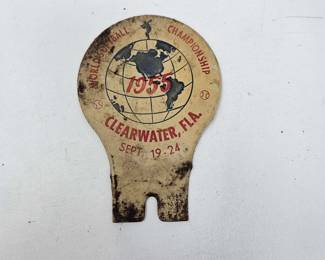 WORLD SOFTBALL CHAMPIONSHIP
1955
CLEARWATER, FLA.
SEPT. 19-24